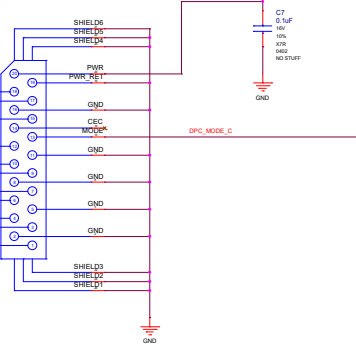 SHIELD6
SHIELD5
SHIELD4
PWR
PWR_RET
GND
CEC
MODE
GND
GND
GND
GND
SHIELD3
SHIELD2
SHIELD1
GND
DPC_MODE_C
C7
0.1uF
16V
10%
X7R
0402
NO STUFF
GND